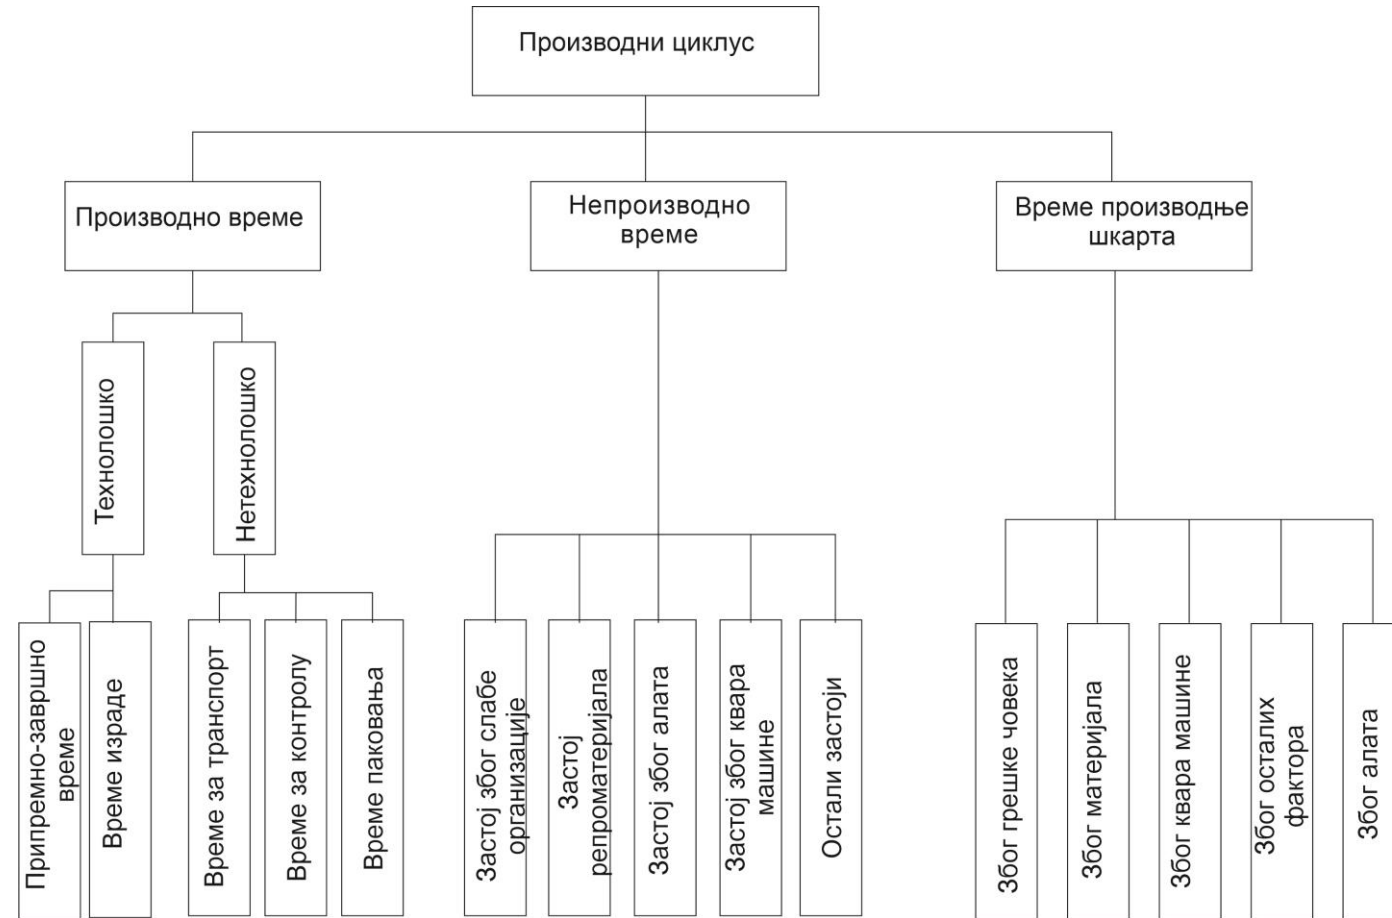 Производни циклус
Производно време
Непроизводно
време
Време производње
шкарта
Технолошко
Нетехнолошко
Припремно-завршно
време
Време израде
Време за транспорт
Време за контролу
Време паковања
Застој због слабе
организације
Застој
репроматеријала
Застој због алата
Застој због квара
машине
Остали застоји
Због грешке човека
Због материјала
Због квара машине
Због осталих
фактора
Због алата